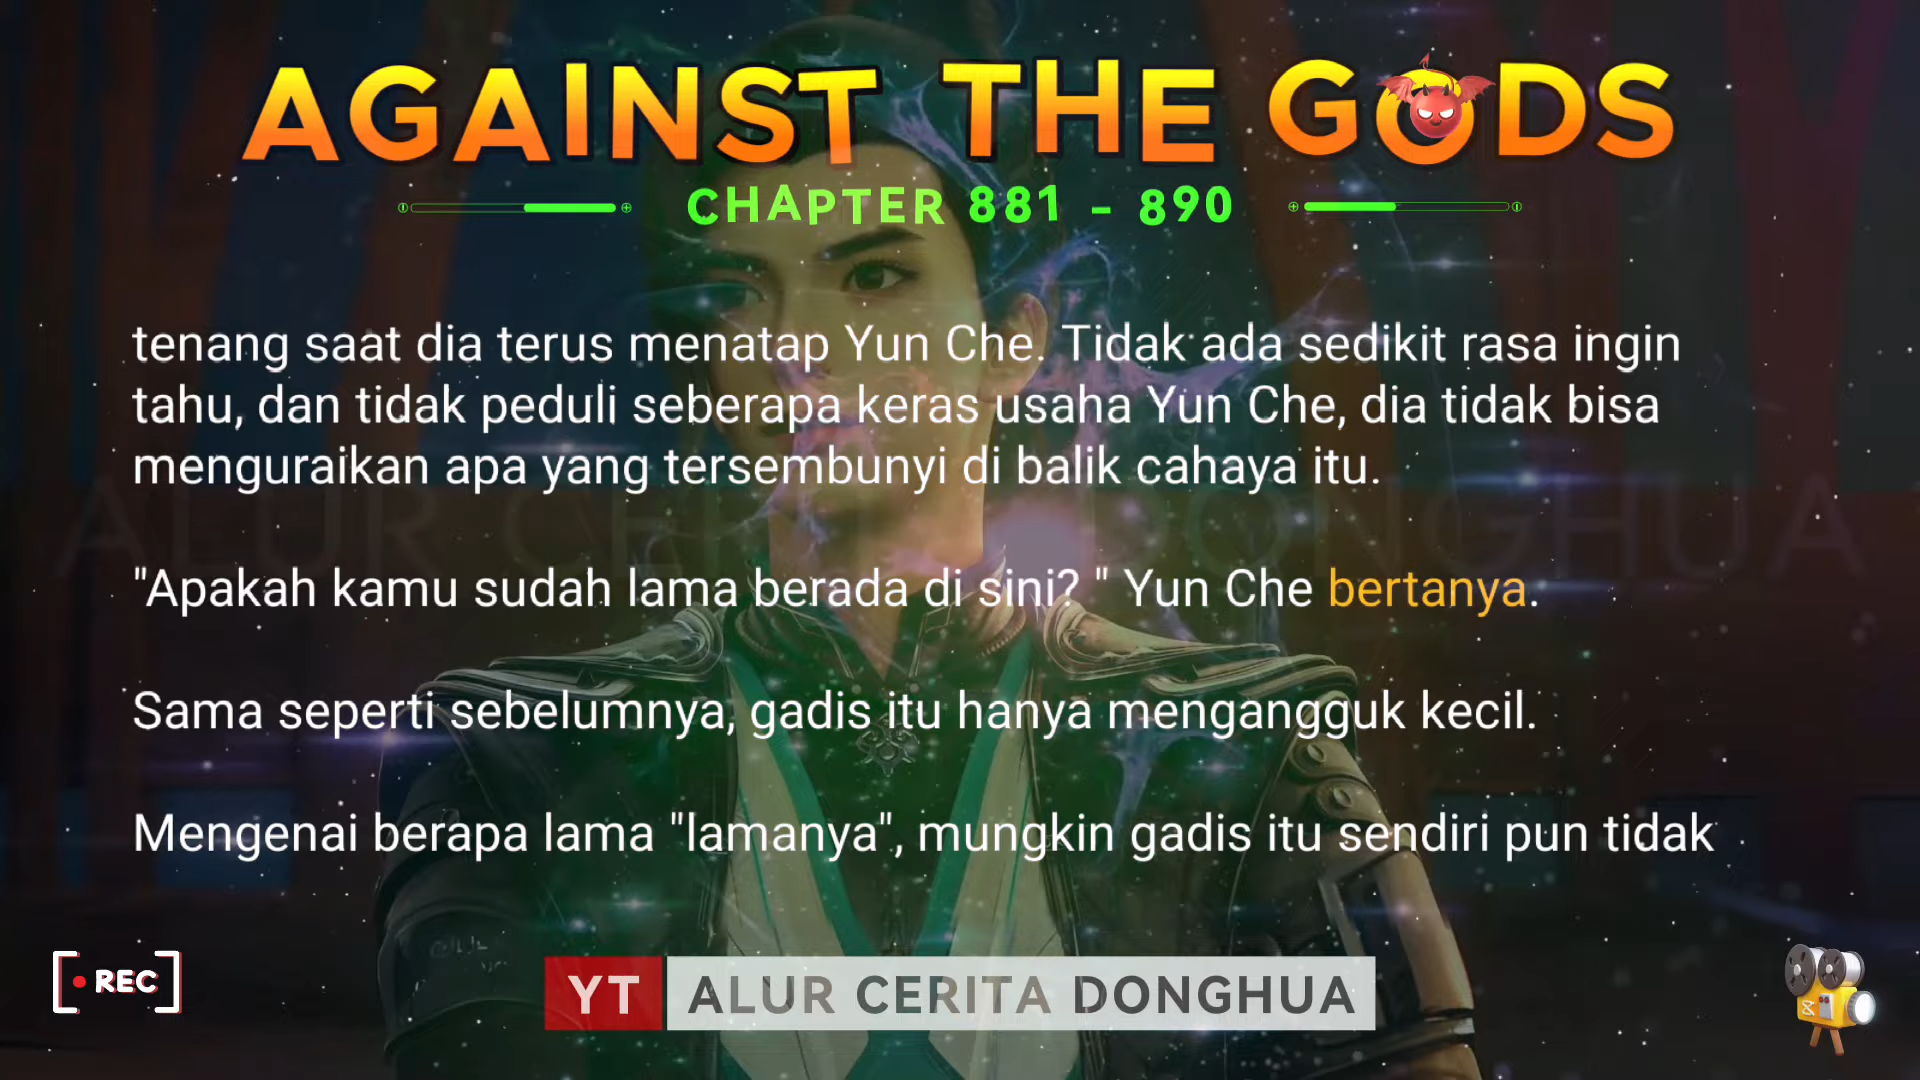 AGAINST THE GODS
CHAPTER 881 - 890
tenang saat dia terus menatap Yun Che. Tidak ada sedikit rasa ingin
tahu, dan tidak peduli seberapa keras usaha Yun Che, dia tidak bisa
menguraikan apa yang tersembunyi di balik cahaya itu.
"Apakah kamu sudah lama berada di sini? " Yun Che bertanya.
Sama seperti sebelumnya, gadis itu hanya mengangguk kecil.
Mengenai berapa lama "lamanya", mungkin gadis itu sendiri pun tidak
ALUR CERITA DONGHUA
REC
YT ALUR CERITA DONGHUA